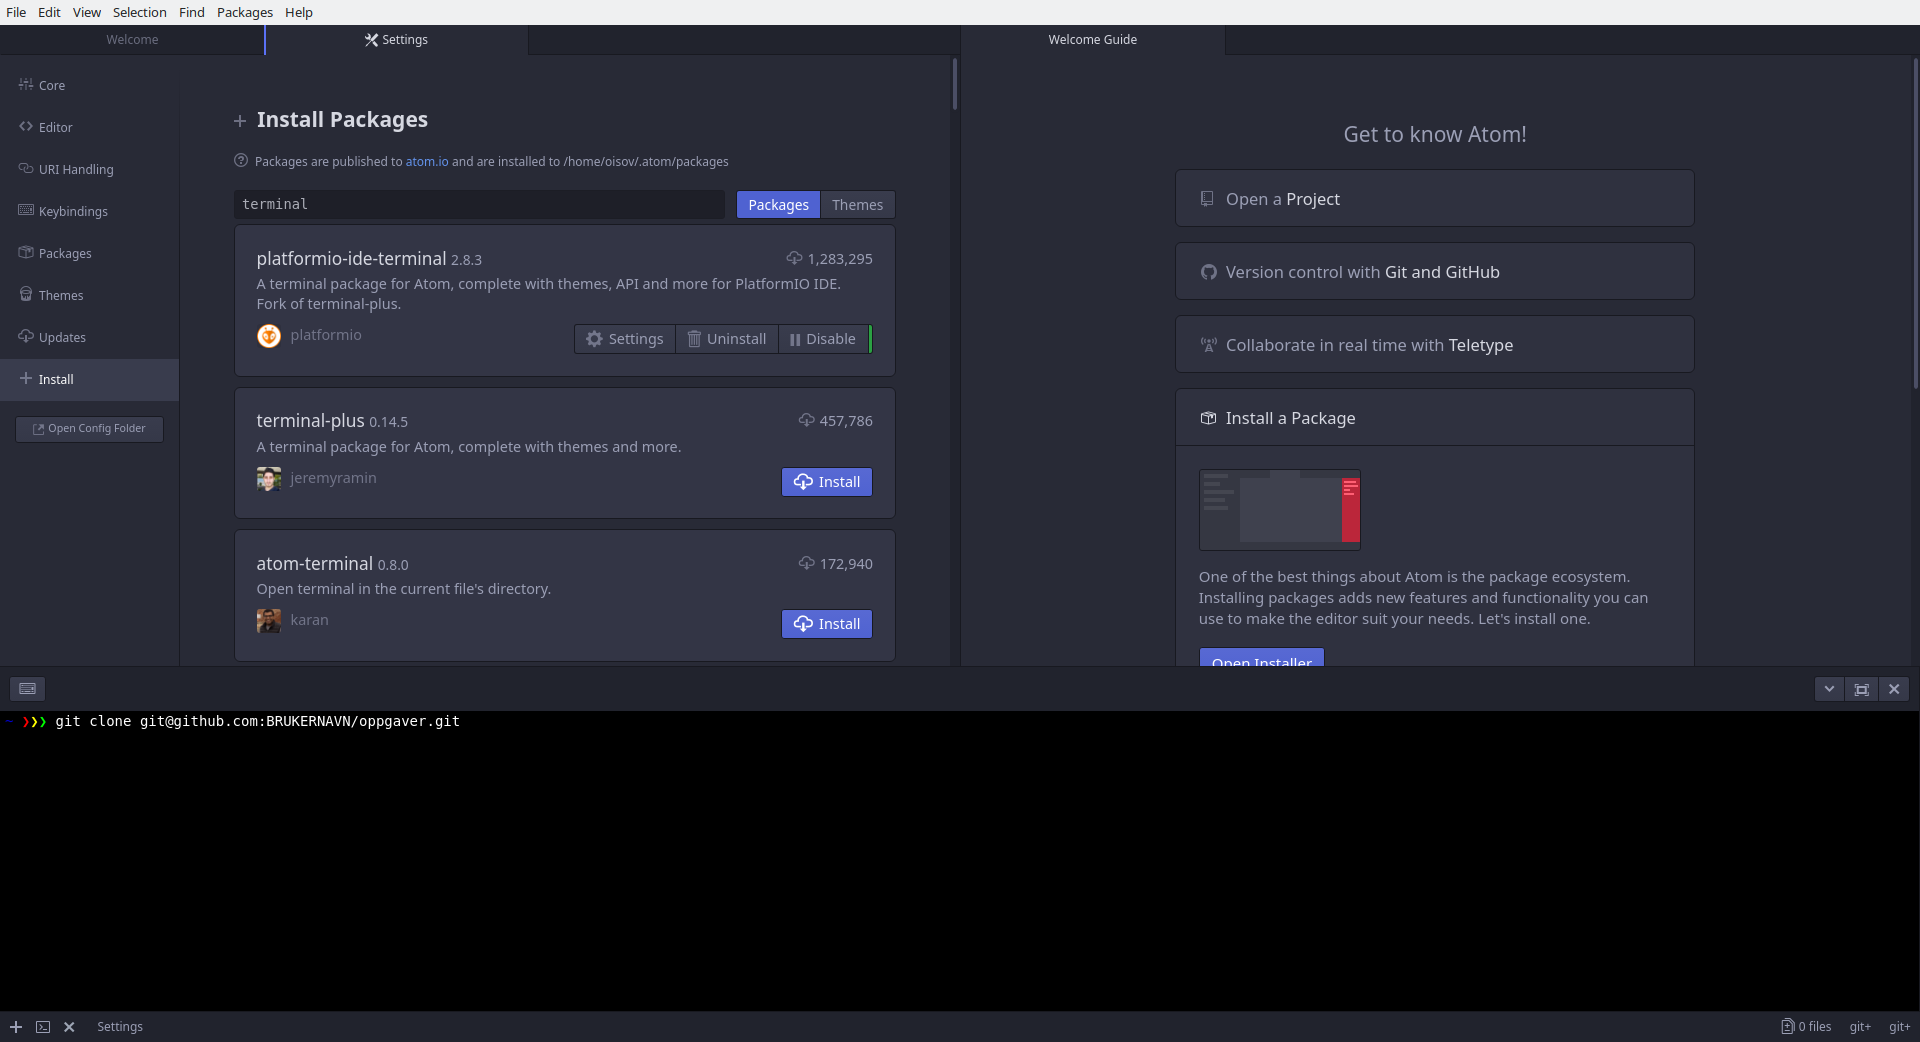 File Edit View Selection Find Packages Help
Welcome
Settings
Welcome Guide
Core
Editor
URI Handling
Keybindings
Packages
Themes
Updates
Install
Open Config Folder
Install Packages
Packages are published to atom.io and are installed to /home/oisov/.atom/packages
terminal
Packages Themes
platformio-ide-terminal 2.8.3 1,283,295
A terminal package for Atom, complete with themes, API and more for PlatformIO IDE.
Fork of terminal-plus.
platformio Settings Uninstall Disable
terminal-plus 0.14.5 457,786
A terminal package for Atom, complete with themes and more.
jeremyramin Install
atom-terminal 0.8.0 172,940
Open terminal in the current file's directory.
karan Install
Get to know Atom!
Open a Project
Version control with Git and GitHub
Collaborate in real time with Teletype
Install a Package
One of the best things about Atom is the package ecosystem.
Installing packages adds new features and functionality you can
use to make the editor suit your needs. Let's install one.
Open Installer
~ ❯❯❯ git clone git@github.com:BRUKERNAVN/oppgaver.git
Settings 0 files git+ git+